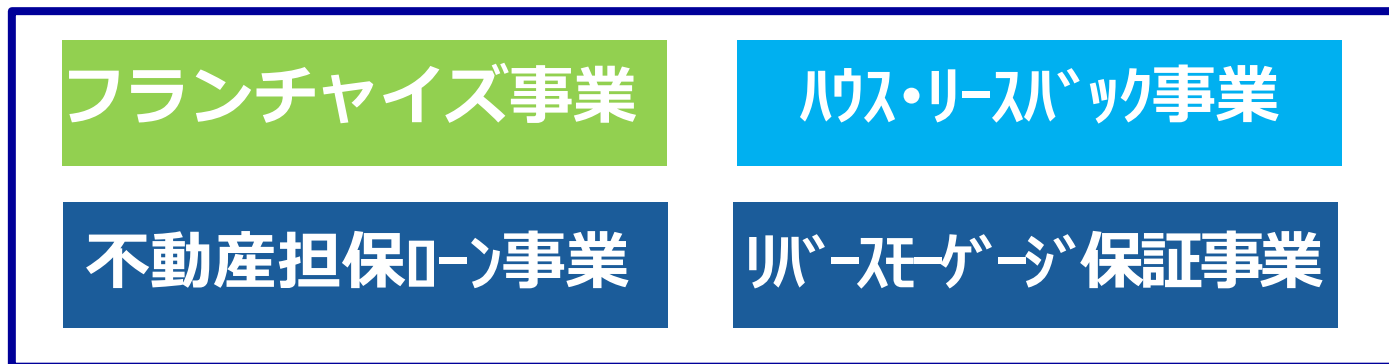 フランチャイズ事業
ﾊｳｽ・ﾘｰｽﾊﾞｯｸ事業
不動産担保ﾛｰﾝ事業
ﾘﾊﾞｰｽﾓｰｹﾞｰｼﾞ保証事業